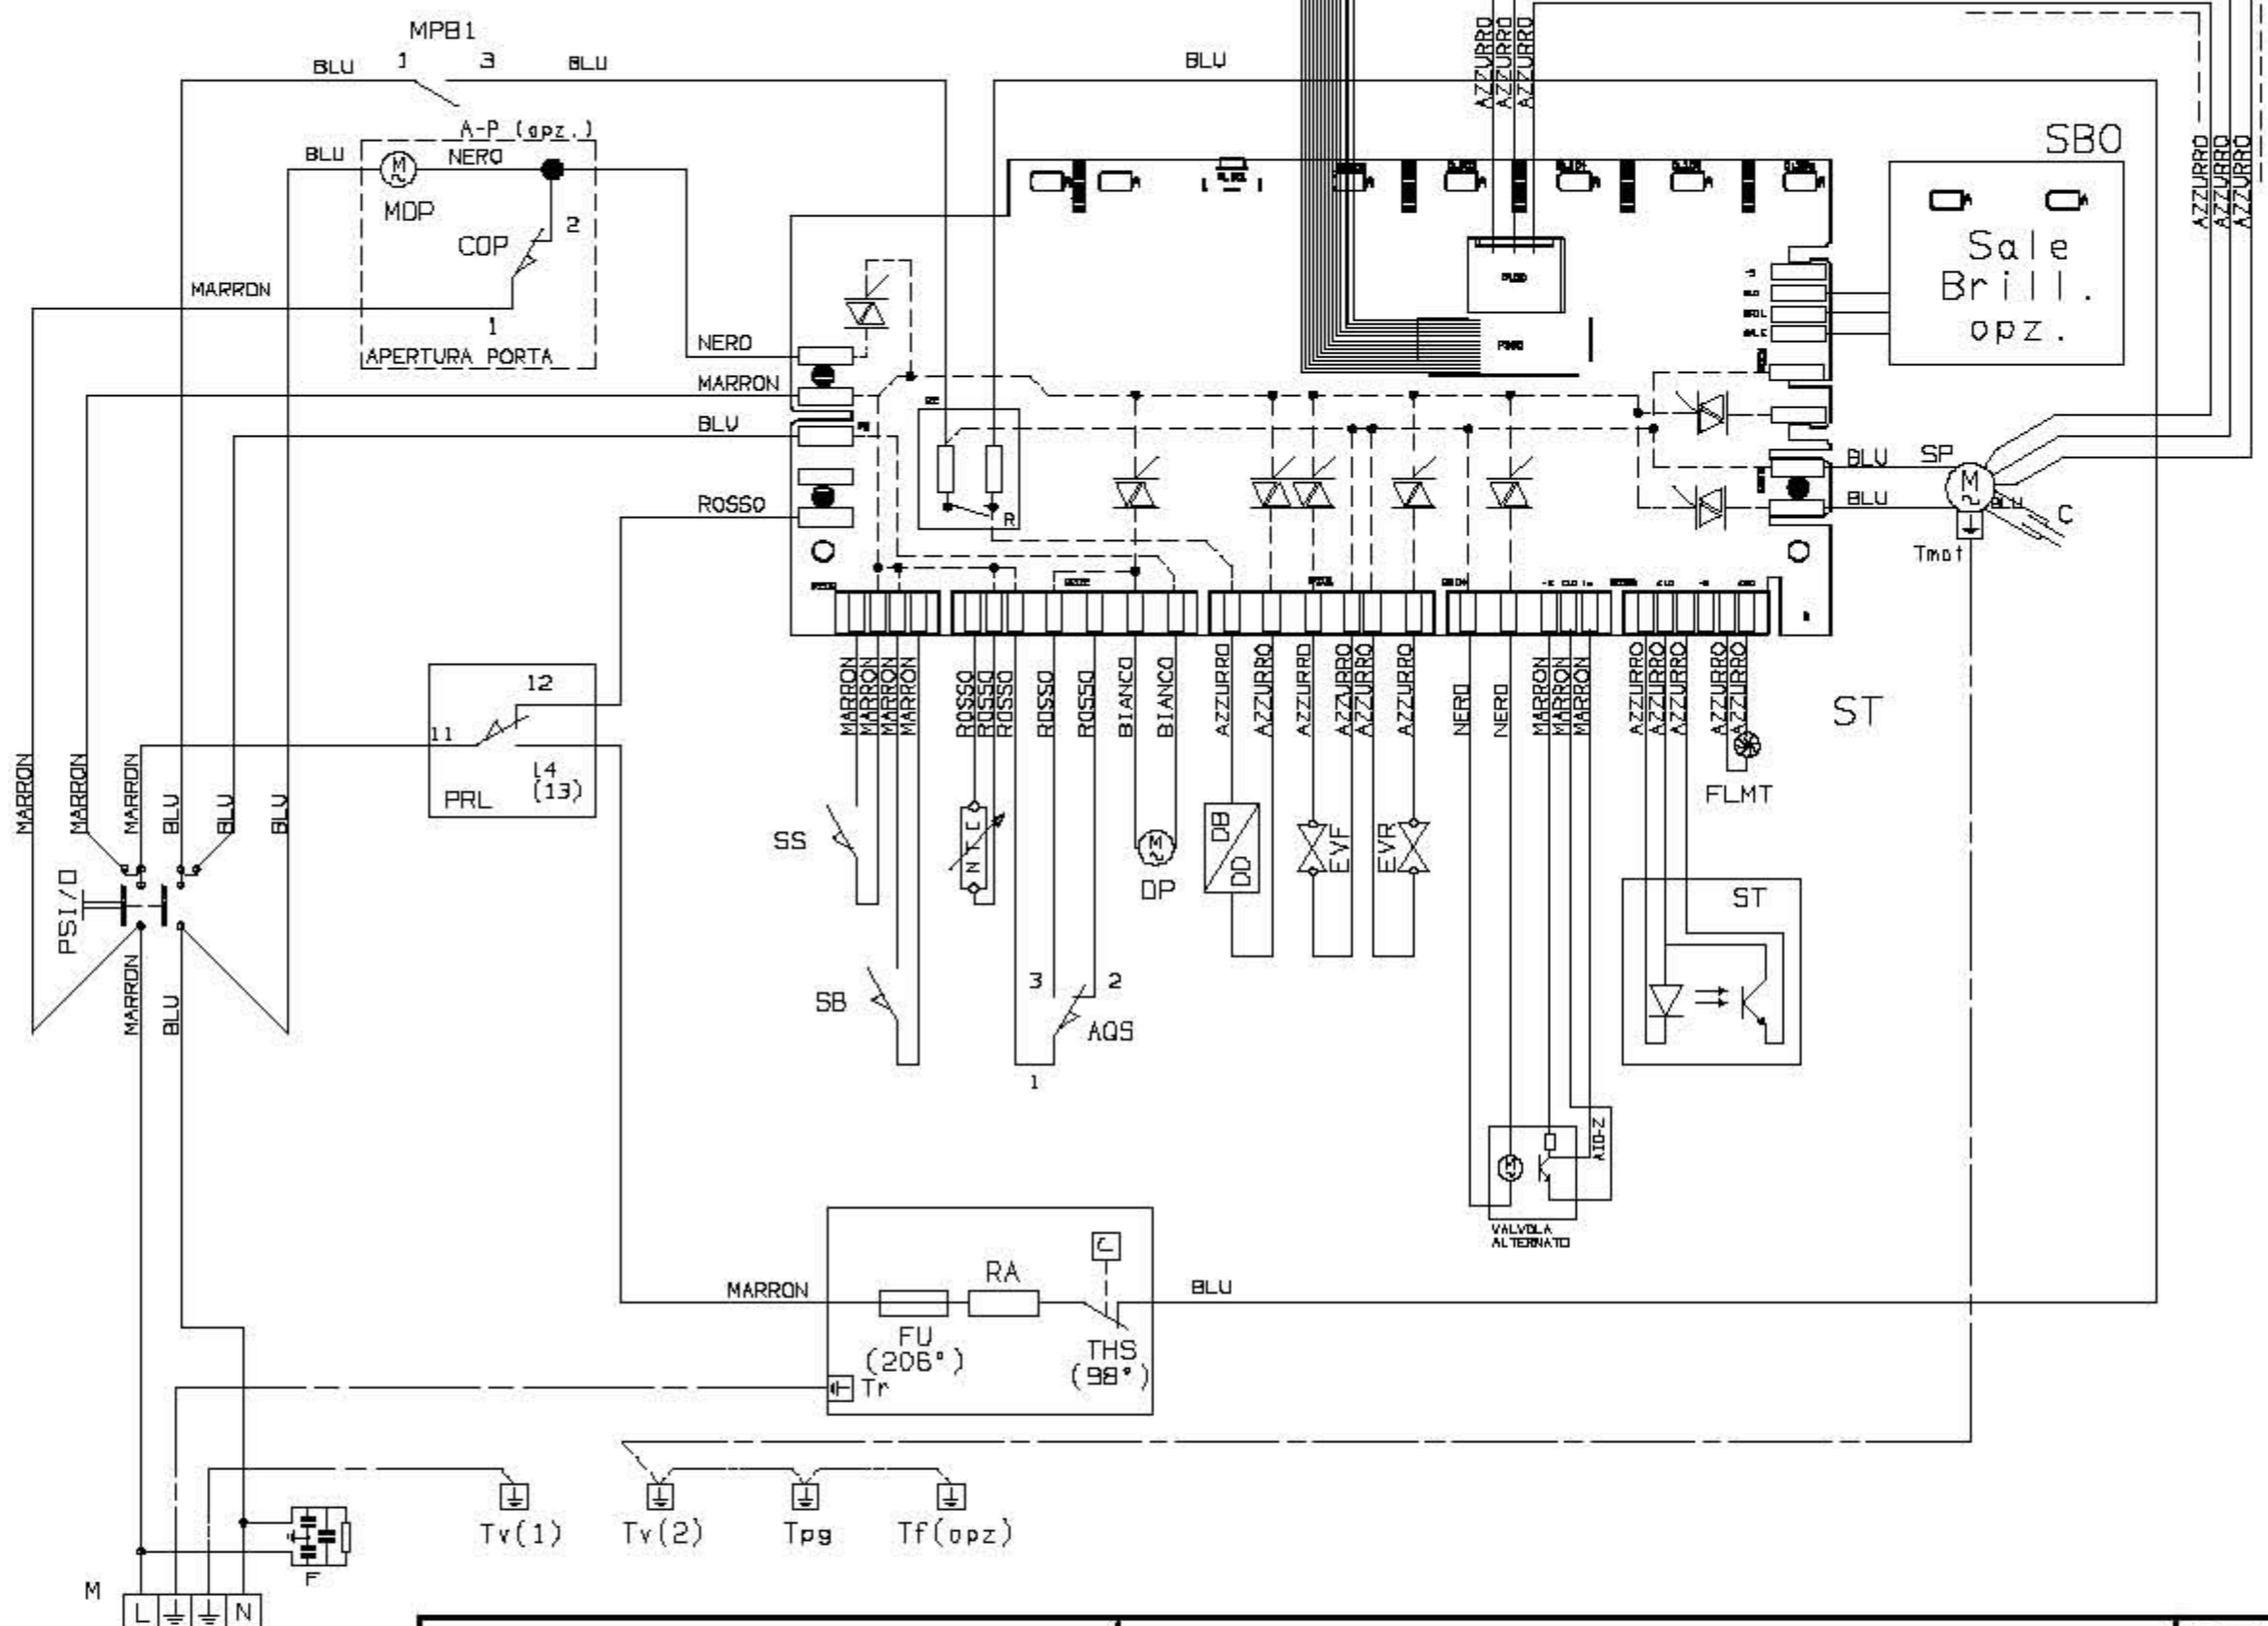 MPB1
BLU 1 3 BLU
BLU
AZZURRO
AZZURRO
AZZURRO
A-P (opz.)
BLU
NERO
MOP
2
COP
MARRON
1
APERTURA PORTA
SBO
Sale
Brill.
opz.
AZZURRO
AZZURRO
AZZURRO
NERO
MARRON
BLU
ROSSO
R
BLU
SP
M
BLU
BLU
C
Tmot
MARRON
MARRON
MARRON
MARRON
ROSSO
ROSSO
ROSSO
ROSSO
ROSSO
BIANCO
BIANCO
AZZURRO
AZZURRO
AZZURRO
AZZURRO
AZZURRO
AZZURRO
NERO
NERO
MARRON
MARRON
MARRON
AZZURRO
AZZURRO
AZZURRO
AZZURRO
AZZURRO
ST
12
11
14
(13)
PRL
MARRON
MARRON
MARRON
BLU
BLU
BLU
FLMT
SS
NTC
M
DP
DB
DD
EVF
EVR
PSI/O
ST
MARRON
BLU
SB
3 2
AQS
1
AIO-Z
M
VALVOLA
ALTERNATO
C
MARRON
RA
BLU
FU
(206°)
THS
(98°)
Tr
Tv(1)
Tv(2)
Tpg
Tf(opz)
F
M
L
N